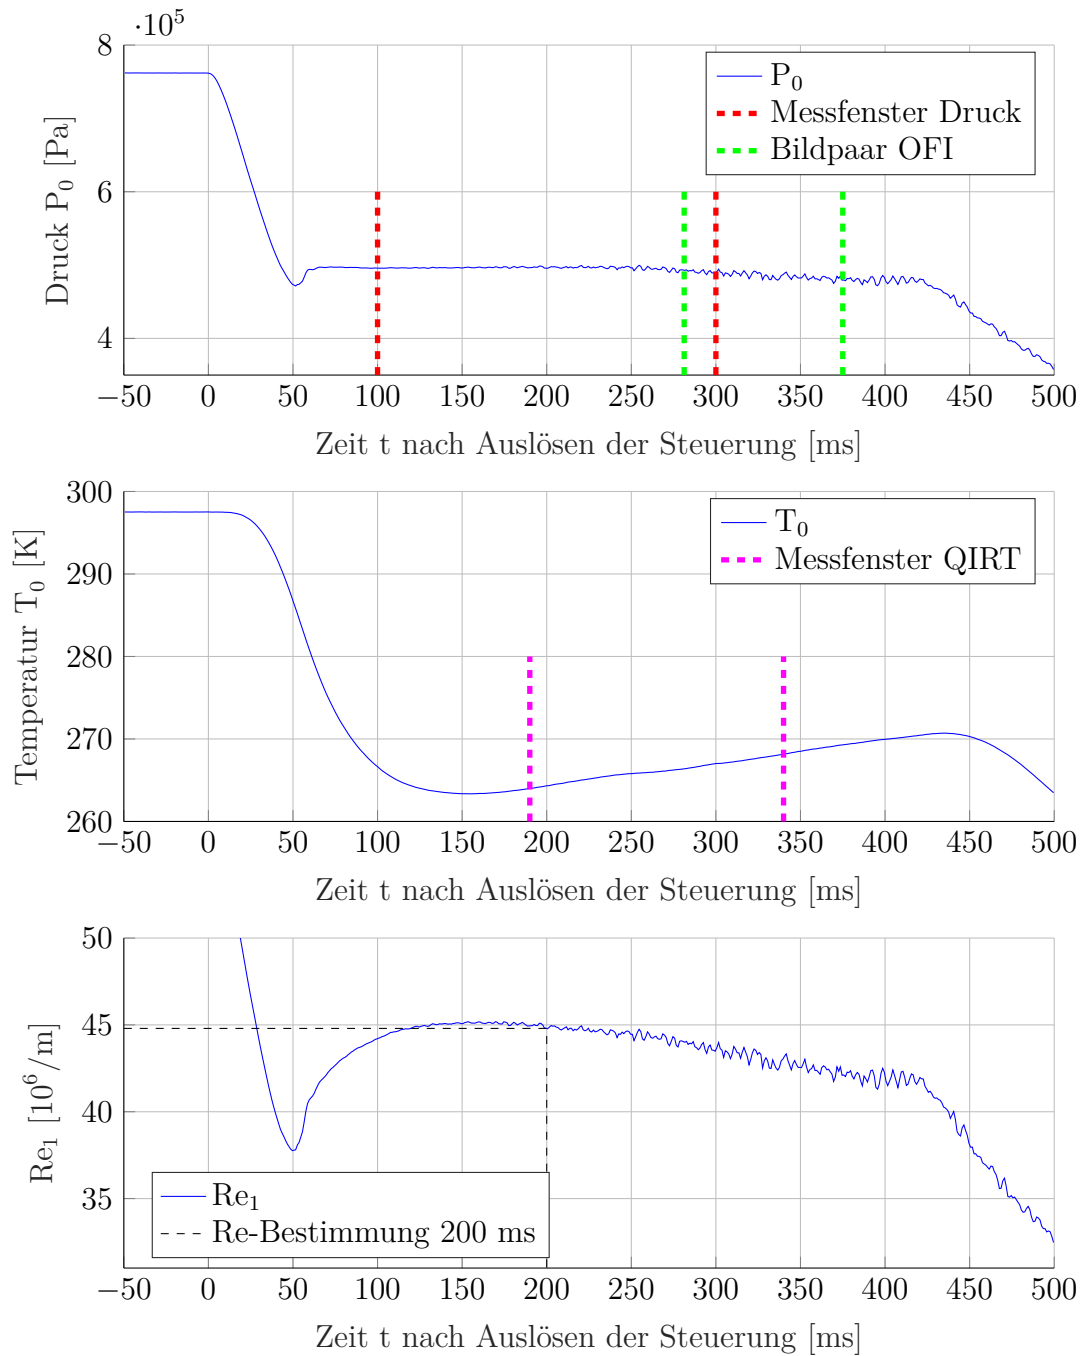 ·10⁵
8
6
4
Druck P₀ [Pa]
P₀
Messfenster Druck
Bildpaar OFI
−50 0 50 100 150 200 250 300 350 400 450 500
Zeit t nach Auslösen der Steuerung [ms]
300
290
280
270
260
Temperatur T₀ [K]
T₀
Messfenster QIRT
−50 0 50 100 150 200 250 300 350 400 450 500
Zeit t nach Auslösen der Steuerung [ms]
50
45
40
35
Re₁ [10⁶/m]
Re₁
Re-Bestimmung 200 ms
−50 0 50 100 150 200 250 300 350 400 450 500
Zeit t nach Auslösen der Steuerung [ms]